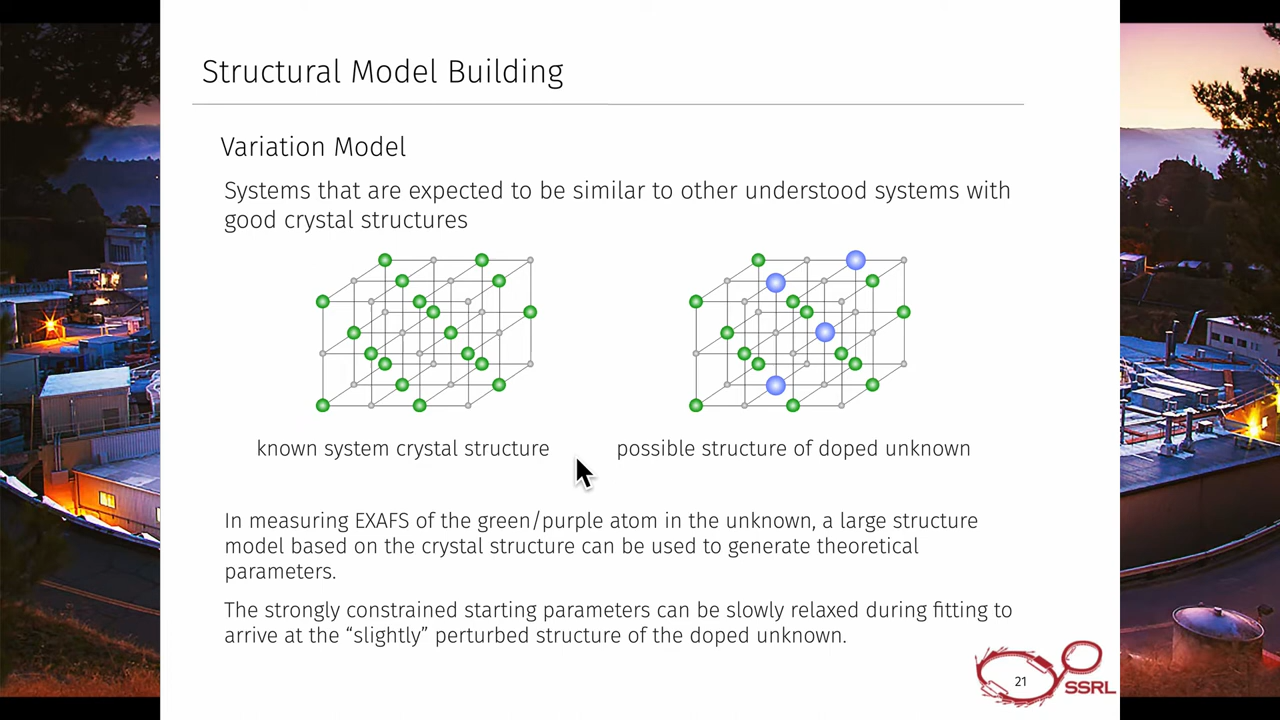 Structural Model Building
Variation Model
Systems that are expected to be similar to other understood systems with
good crystal structures
known system crystal structure
possible structure of doped unknown
In measuring EXAFS of the green/purple atom in the unknown, a large structure
model based on the crystal structure can be used to generate theoretical
parameters.
The strongly constrained starting parameters can be slowly relaxed during fitting to
arrive at the “slightly” perturbed structure of the doped unknown.
21
SSRL